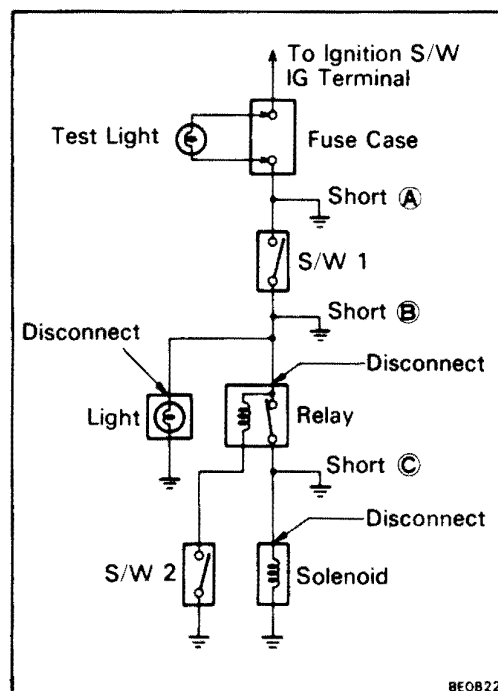 To Ignition S/W
IG Terminal
Test Light
Fuse Case
Short Ⓐ
S/W 1
Short Ⓑ
Disconnect
Disconnect
Light
Relay
Short Ⓒ
Disconnect
S/W 2
Solenoid
BE0822